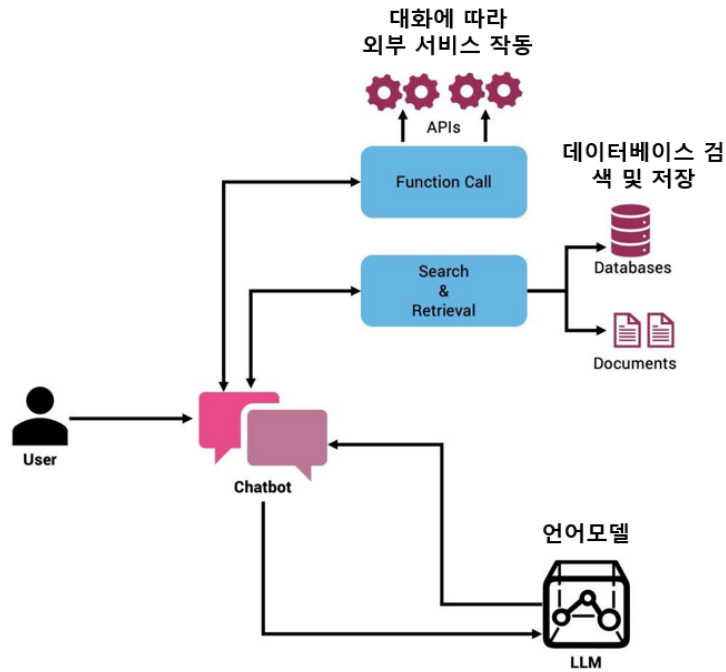 대화에 따라
외부 서비스 작동
APIs
Function Call
데이터베이스 검
색 및 저장
Databases
Search
&
Retrieval
Documents
User
Chatbot
언어모델
LLM